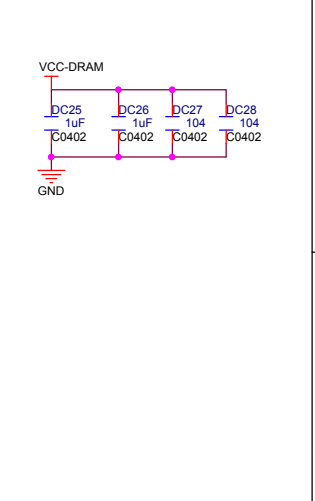 VCC-DRAM
DC25 DC26 DC27 DC28
1uF 1uF 104 104
C0402 C0402 C0402 C0402
GND